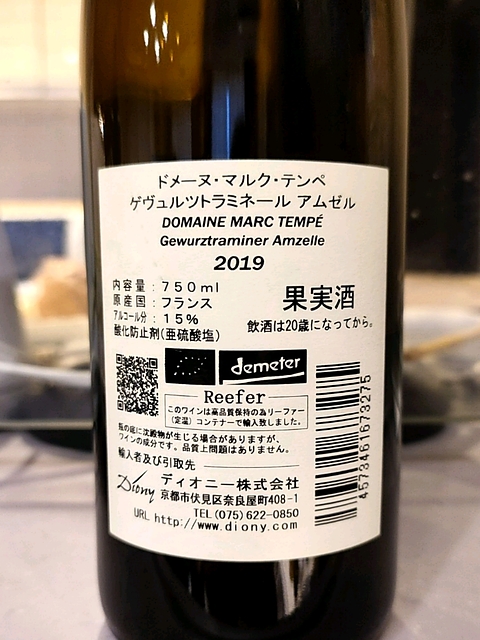 ドメーヌ・マルク・テンペ
ゲヴュルツトラミネール アムゼル
DOMAINE MARC TEMPÉ
Gewurztraminer Amzelle
2019
内容量：750ml
原産国：フランス
アルコール分：15%
酸化防止剤(亜硫酸塩)
果実酒
飲酒は20歳になってから。
demeter
Reefer
このワインは高品質保持の為リーファー
(定温)コンテナーで輸入致しました。
瓶の底に沈殿物が生じる場合がありますが、
ワインの成分です。品質上問題はありません。
輸入者及び引取先
Diony
ディオニー株式会社
京都市伏見区奈良屋町408-1
TEL(075)622-0850
URL http://www.diony.com
4573461673275